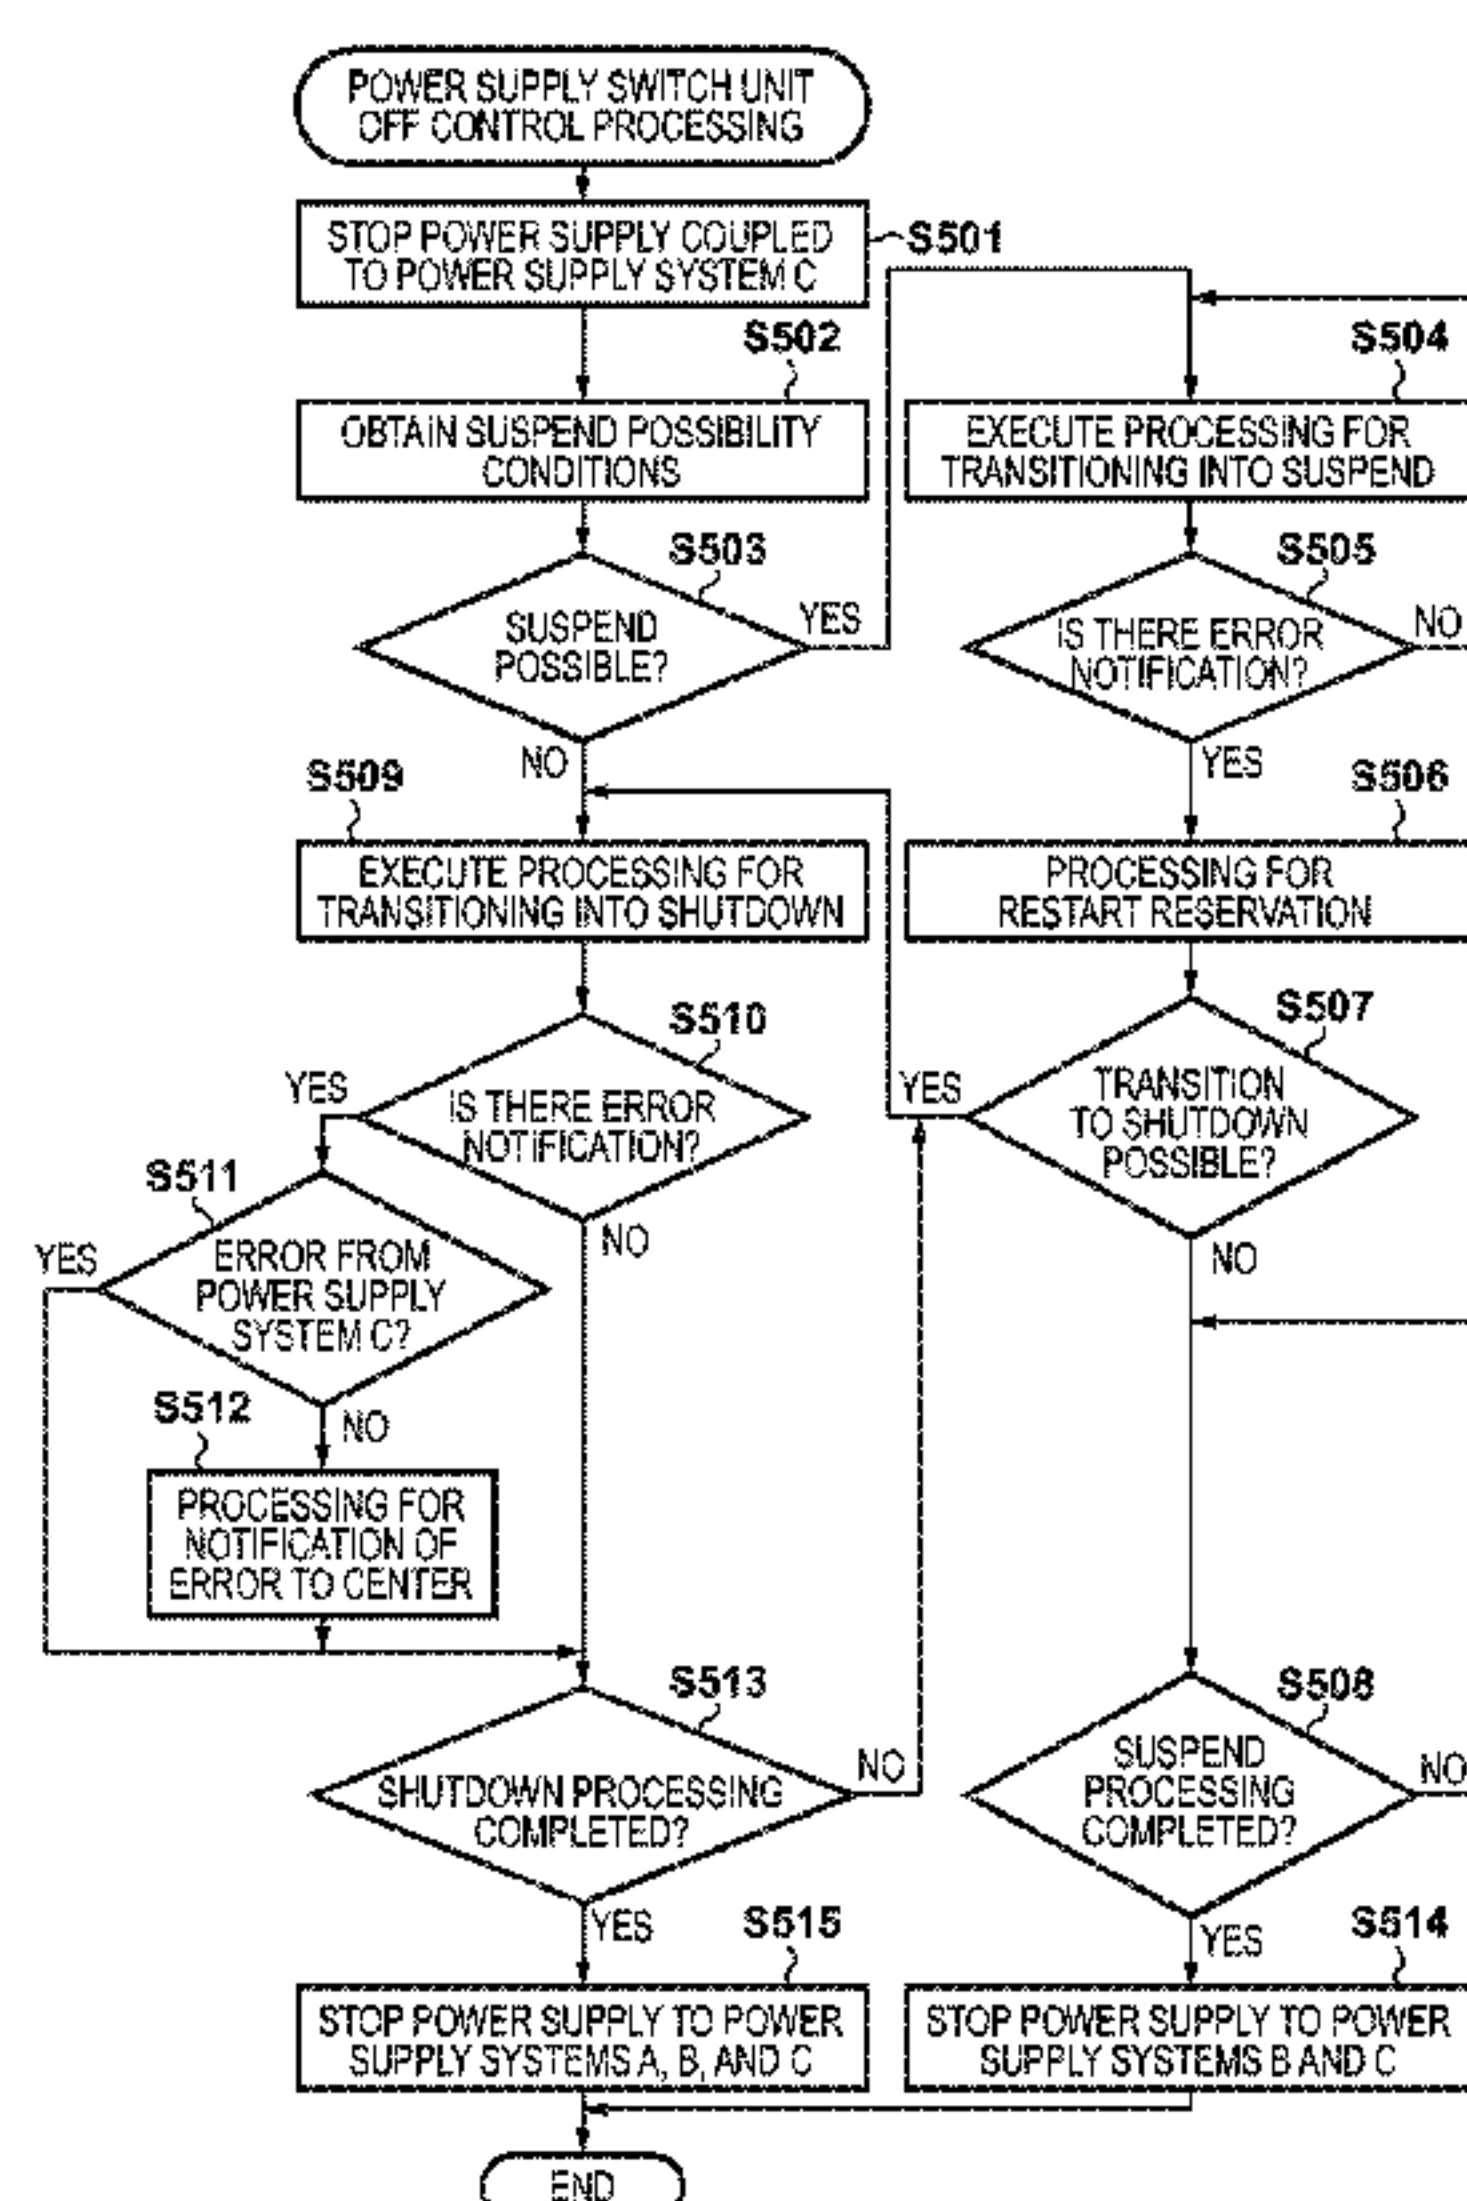 POWER SUPPLY SWITCH UNIT
OFF CONTROL PROCESSING
STOP POWER SUPPLY COUPLED
TO POWER SUPPLY SYSTEM C
S501
S502
OBTAIN SUSPEND POSSIBILITY
CONDITIONS
S503
SUSPEND
POSSIBLE?
YES
NO
S504
EXECUTE PROCESSING FOR
TRANSITIONING INTO SUSPEND
S505
IS THERE ERROR
NOTIFICATION?
NO
YES
S506
PROCESSING FOR
RESTART RESERVATION
S507
TRANSITION
TO SHUTDOWN
POSSIBLE?
YES
NO
S509
EXECUTE PROCESSING FOR
TRANSITIONING INTO SHUTDOWN
S510
IS THERE ERROR
NOTIFICATION?
YES
NO
S511
ERROR FROM
POWER SUPPLY
SYSTEM C?
YES
NO
S512
PROCESSING FOR
NOTIFICATION OF
ERROR TO CENTER
S513
SHUTDOWN PROCESSING
COMPLETED?
NO
YES
S508
SUSPEND
PROCESSING
COMPLETED?
NO
YES
S515
STOP POWER SUPPLY TO POWER
SUPPLY SYSTEMS A, B, AND C
S514
STOP POWER SUPPLY TO POWER
SUPPLY SYSTEMS B AND C
END